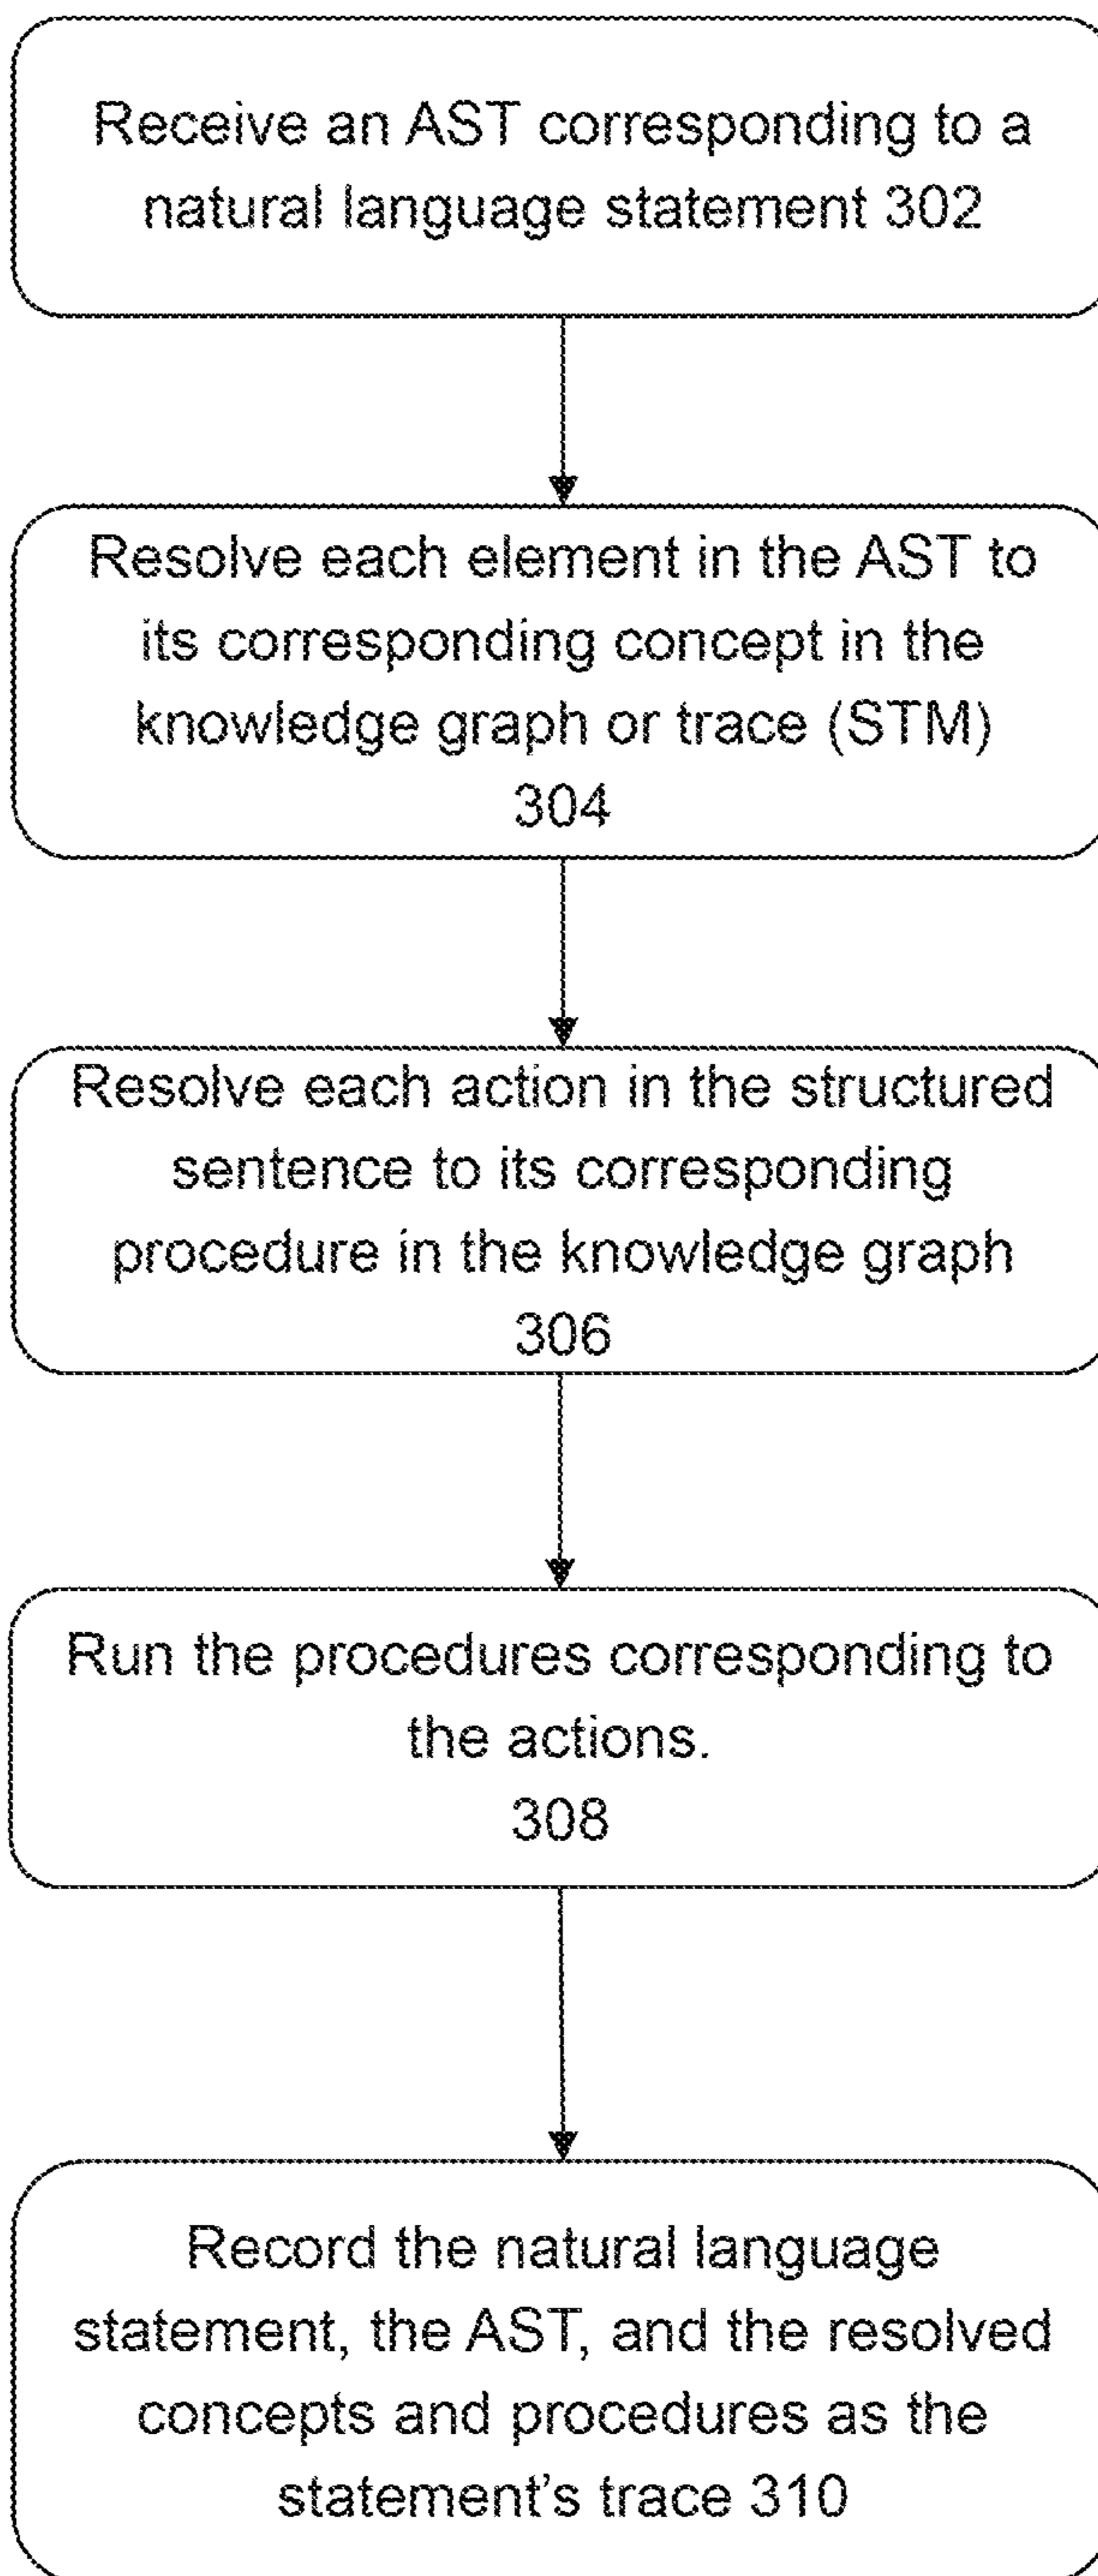 Receive an AST corresponding to a
natural language statement 302
Resolve each element in the AST to
its corresponding concept in the
knowledge graph or trace (STM)
304
Resolve each action in the structured
sentence to its corresponding
procedure in the knowledge graph
306
Run the procedures corresponding to
the actions.
308
Record the natural language
statement, the AST, and the resolved
concepts and procedures as the
statement's trace 310